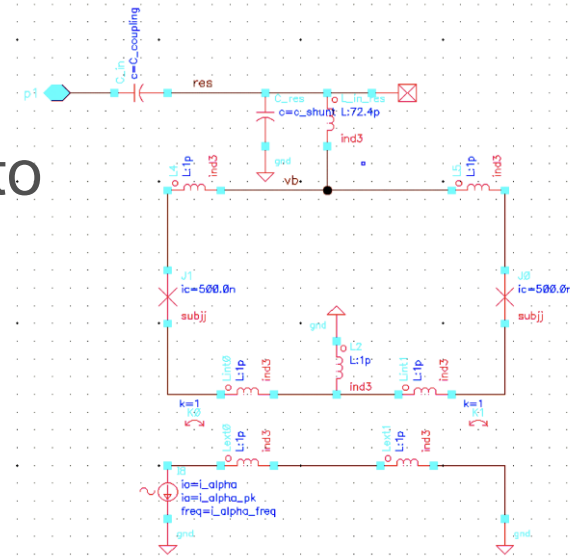 p1
C_in
c=C_coupling
res
C_res
c=c_shunt
L_in_res
L:72.4p
ind3
gnd
to
L4
L:1p
ind3
vb
L5
L:1p
ind3
J1
ic=500.0n
subjj
J0
ic=500.0n
subjj
gnd
L2
L:1p
ind3
Lint0
L:1p
ind3
Lint1
L:1p
ind3
k=1
K0
k=1
K1
Lext0
L:1p
ind3
Lext1
L:1p
ind3
io=i_alpha
ia=i_alpha_pk
freq=i_alpha_freq
gnd
gnd